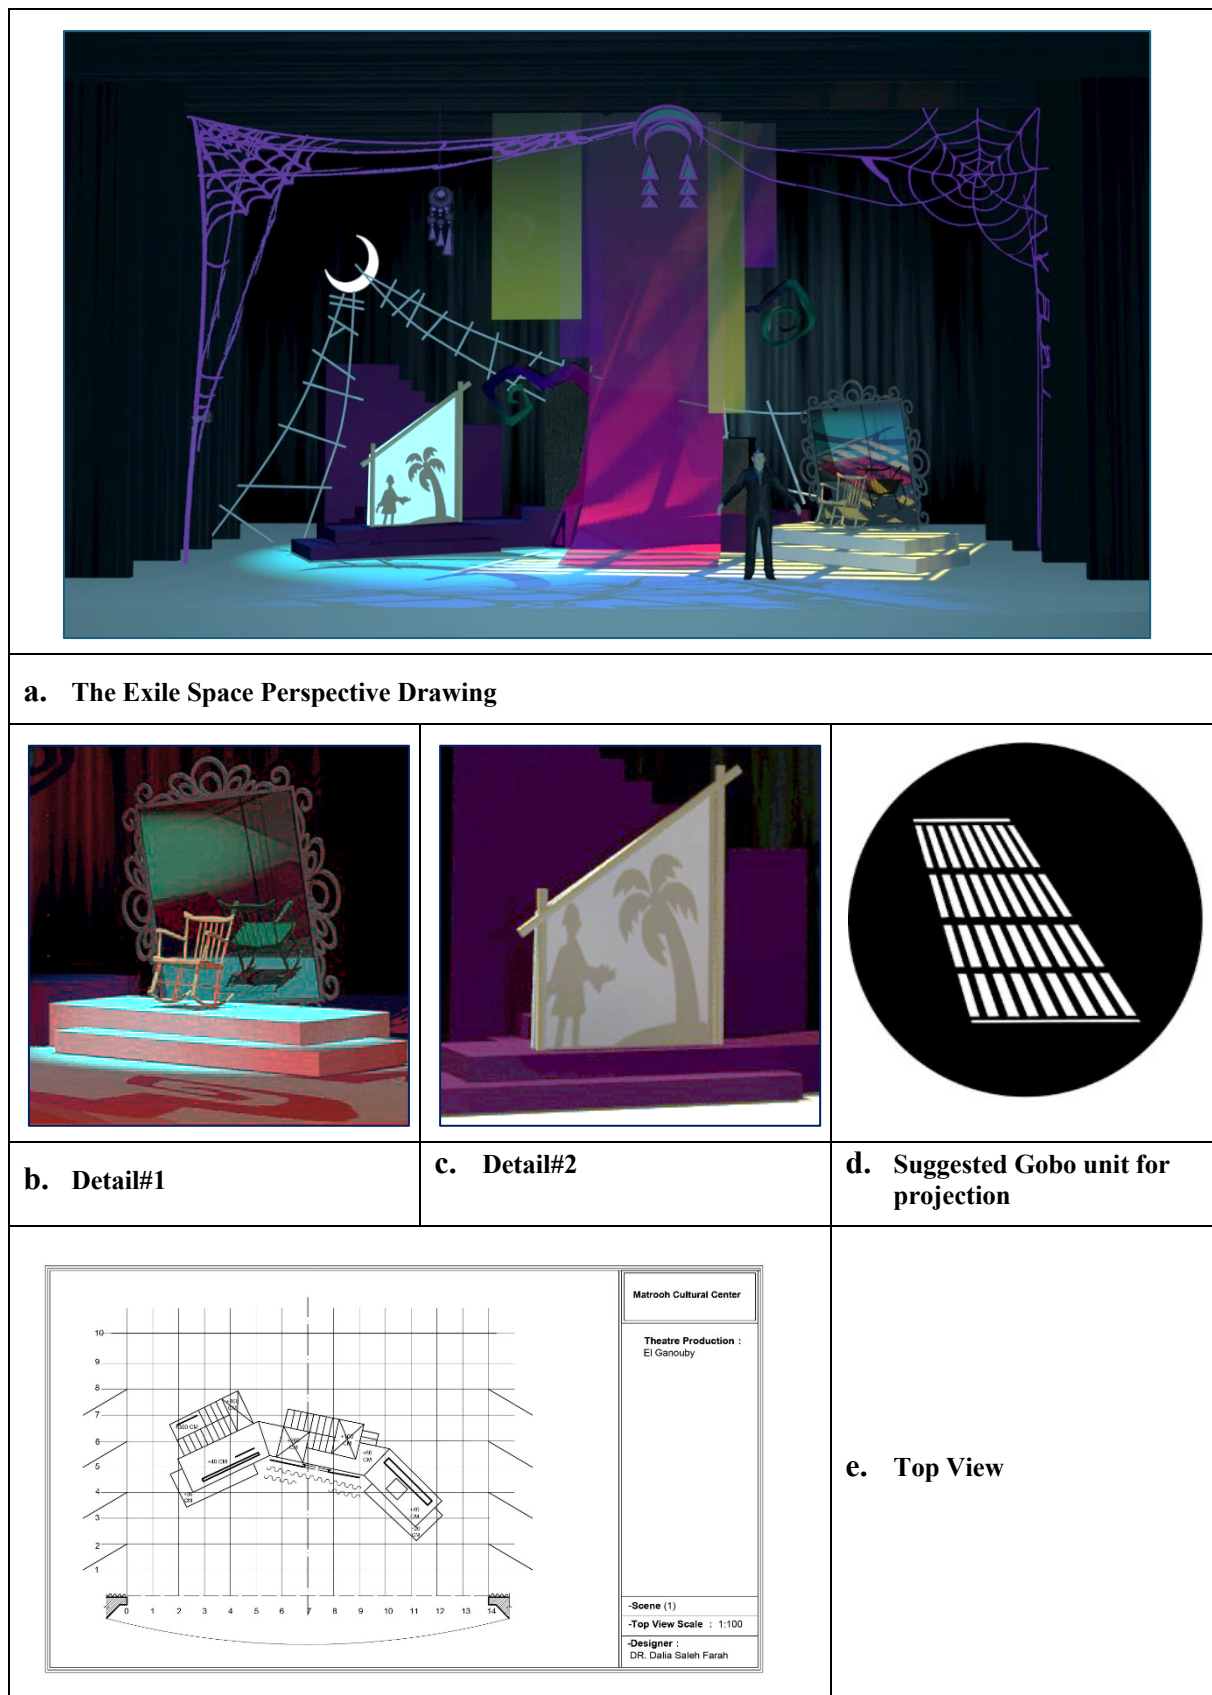 a. The Exile Space Perspective Drawing
b. Detail#1
c. Detail#2
d. Suggested Gobo unit for
projection
Matrooh Cultural Center
Theatre Production :
El Ganouby
10
9
8
7
6
5
4
3
2
1
+40 CM
0 1 2 3 4 5 6 7 8 9 10 11 12 13 14
-Scene (1)
-Top View Scale : 1:100
-Designer :
DR. Dalia Saleh Farah
e. Top View